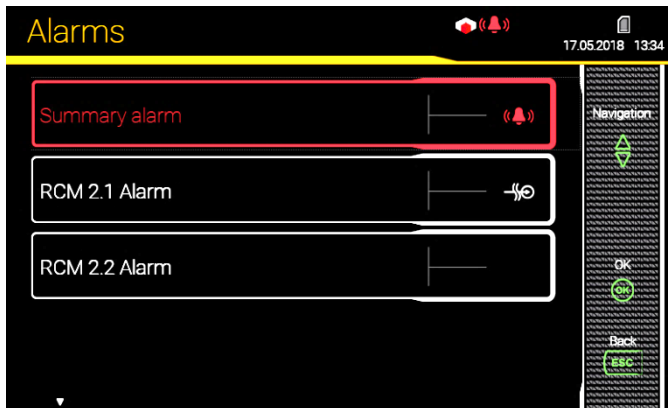 Alarms
17.05.2018 13:34
Summary alarm
Navigation
RCM 2.1 Alarm
RCM 2.2 Alarm
OK
OK
Back
ESC